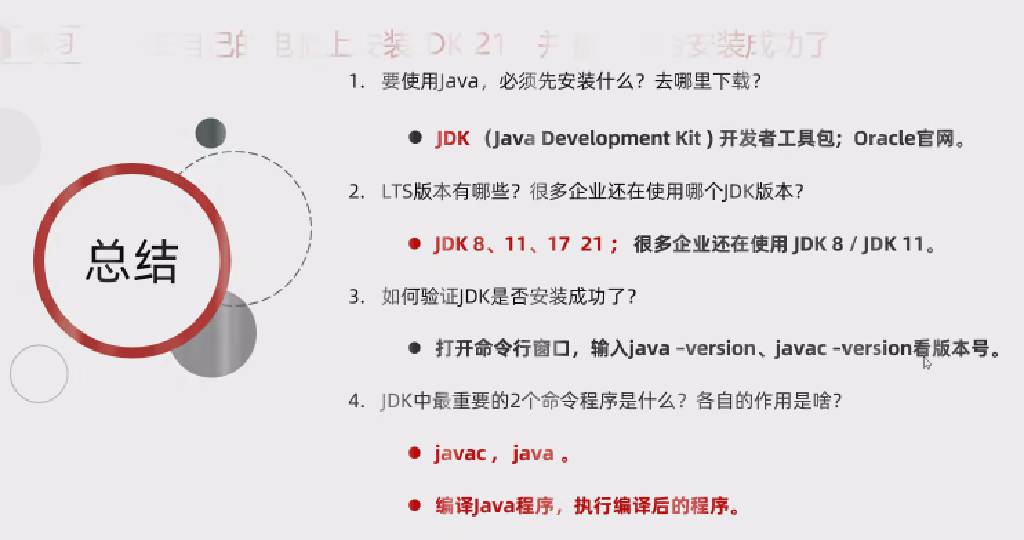 自己的电脑上安装JDK 21 并 安装成功了
1. 要使用Java，必须先安装什么？去哪里下载？
JDK （Java Development Kit ) 开发者工具包；Oracle官网。
总结
2. LTS版本有哪些？很多企业还在使用哪个JDK版本？
JDK 8、11、17 21； 很多企业还在使用 JDK 8 / JDK 11。
3. 如何验证JDK是否安装成功了？
打开命令行窗口，输入java –version、javac –version看版本号。
4. JDK中最重要的2个命令程序是什么？各自的作用是啥？
javac ，java 。
编译Java程序，执行编译后的程序。